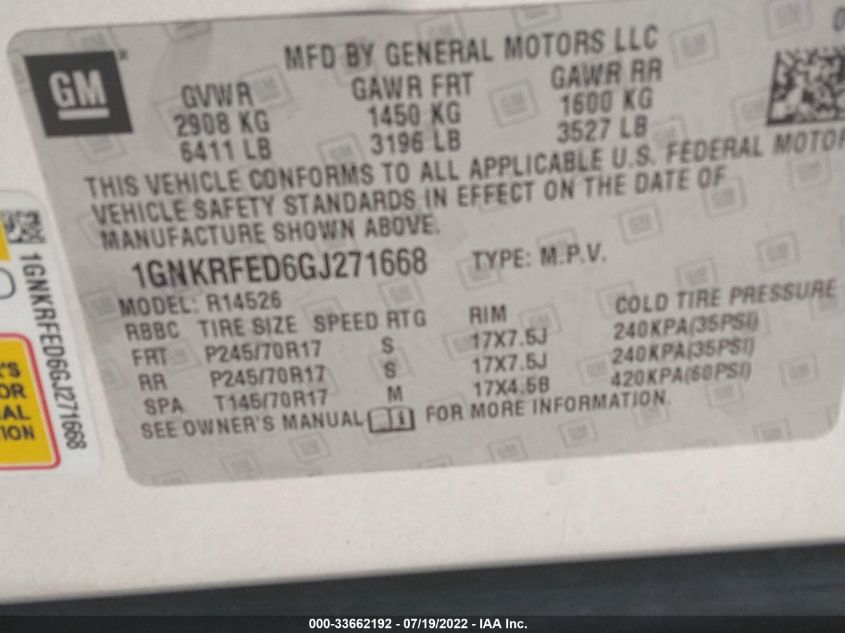 GM
MFD BY GENERAL MOTORS LLC
GVWR GAWR FRT GAWR RR
2908 KG 1450 KG 1600 KG
6411 LB 3196 LB 3527 LB
THIS VEHICLE CONFORMS TO ALL APPLICABLE U.S. FEDERAL MOTOR
VEHICLE SAFETY STANDARDS IN EFFECT ON THE DATE OF
MANUFACTURE SHOWN ABOVE.
1GNKRFED6GJ271668 TYPE: M.P.V.
MODEL: R14526
RBBC TIRE SIZE SPEED RTG RIM COLD TIRE PRESSURE
FRT P245/70R17 S 17X7.5J 240KPA(35PSI)
RR P245/70R17 S 17X7.5J 240KPA(35PSI)
SPA T145/70R17 M 17X4.5B 420KPA(60PSI)
SEE OWNER'S MANUAL FOR MORE INFORMATION.
1GNKRFED6GJ271668
000-33662192 - 07/19/2022 - IAA Inc.